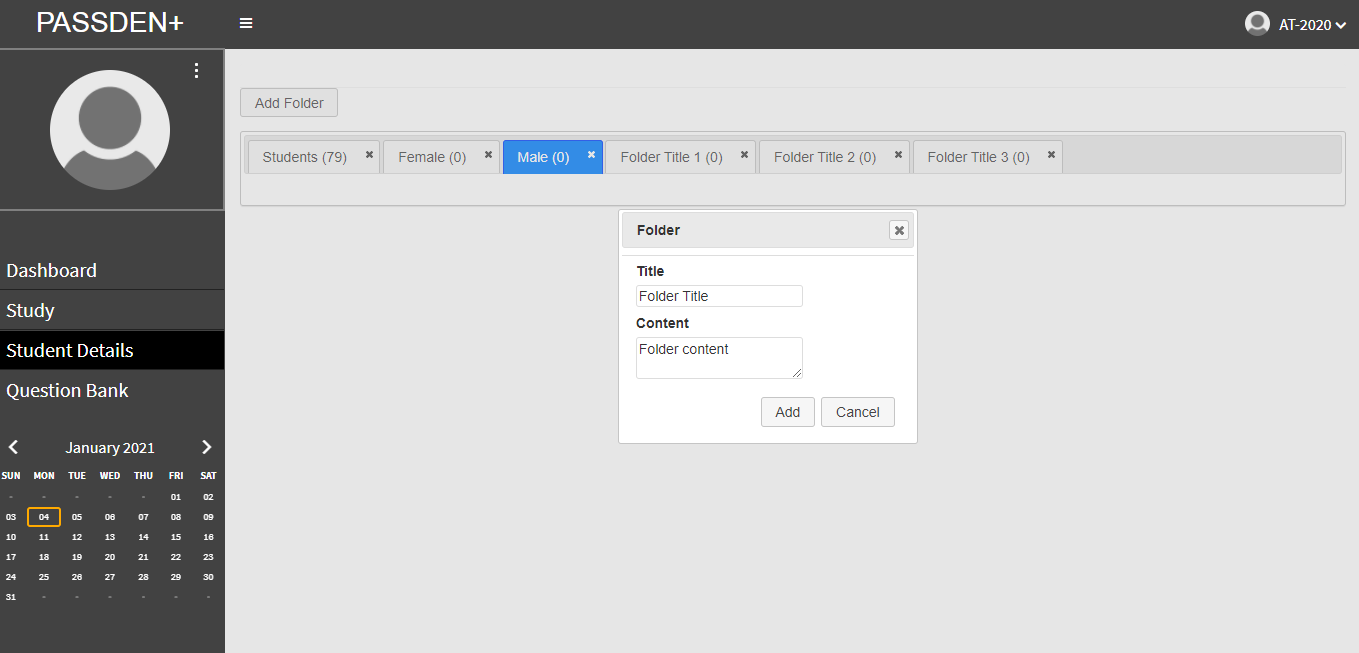 PASSDEN+
AT-2020
Add Folder
Students (79) Female (0) Male (0) Folder Title 1 (0) Folder Title 2 (0) Folder Title 3 (0)
Folder
Title
Folder Title
Content
Folder content
Add Cancel
Dashboard
Study
Student Details
Question Bank
January 2021
SUN MON TUE WED THU FRI SAT
- - - - - 01 02
03 04 05 06 07 08 09
10 11 12 13 14 15 16
17 18 19 20 21 22 23
24 25 26 27 28 29 30
31 - - - - - -